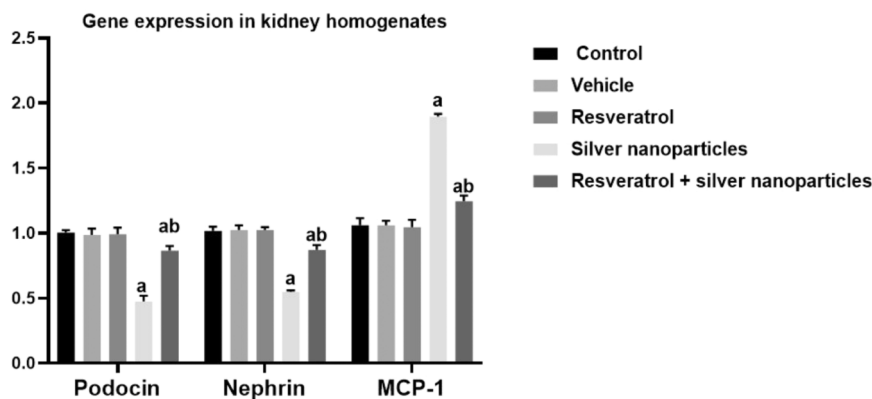 Gene expression in kidney homogenates
2.5
2.0
1.5
1.0
0.5
0.0
a
ab
a
ab
a
ab
Podocin
Nephrin
MCP-1
Control
Vehicle
Resveratrol
Silver nanoparticles
Resveratrol + silver nanoparticles